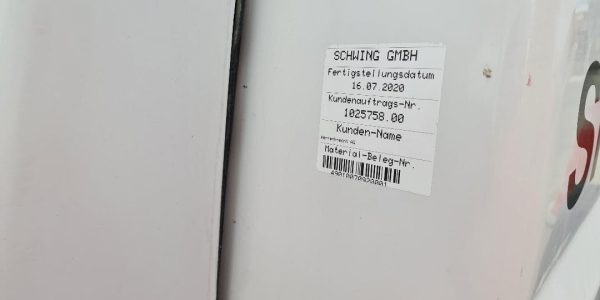 SCHWING GMBH
Fertigstellungsdatum
16.07.2020
Kundenauftrags-Nr.
1025758.00
Kunden-Name
Material-Beleg-Nr.
S